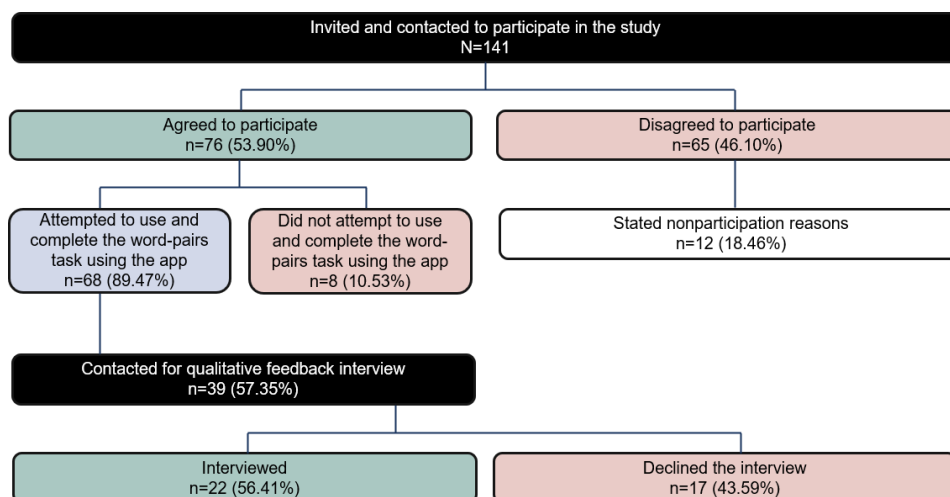 Invited and contacted to participate in the study
N=141
Agreed to participate
n=76 (53.90%)
Disagreed to participate
n=65 (46.10%)
Attempted to use and
complete the word-pairs
task using the app
n=68 (89.47%)
Did not attempt to use
and complete the word-
pairs task using the app
n=8 (10.53%)
Stated nonparticipation reasons
n=12 (18.46%)
Contacted for qualitative feedback interview
n=39 (57.35%)
Interviewed
n=22 (56.41%)
Declined the interview
n=17 (43.59%)